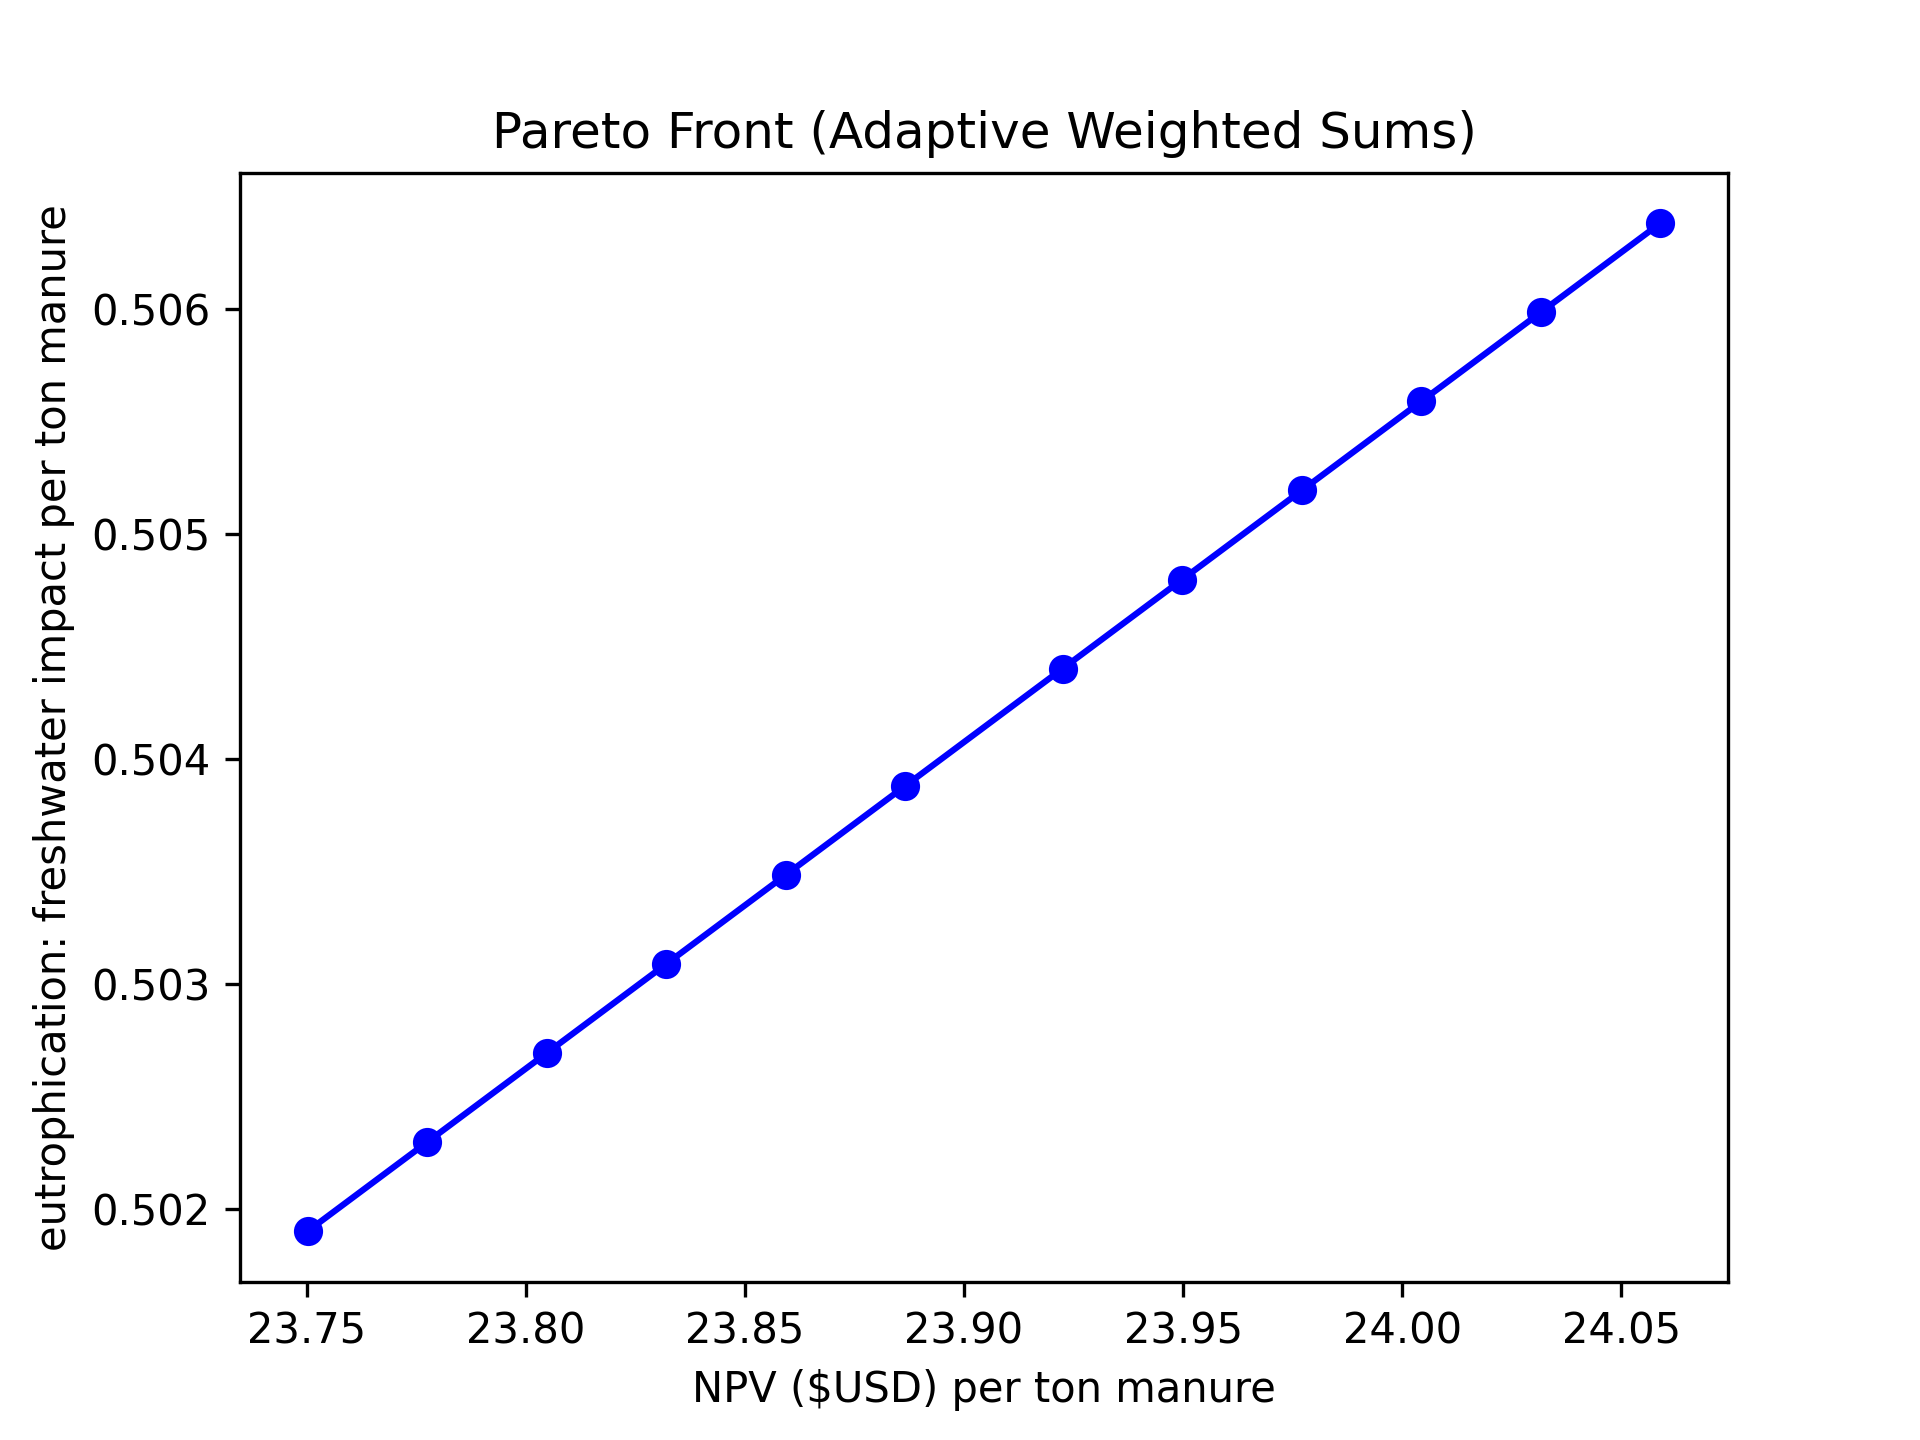 Pareto Front (Adaptive Weighted Sums)
eutrophication: freshwater impact per ton manure
0.506
0.505
0.504
0.503
0.502
23.75 23.80 23.85 23.90 23.95 24.00 24.05
NPV ($USD) per ton manure